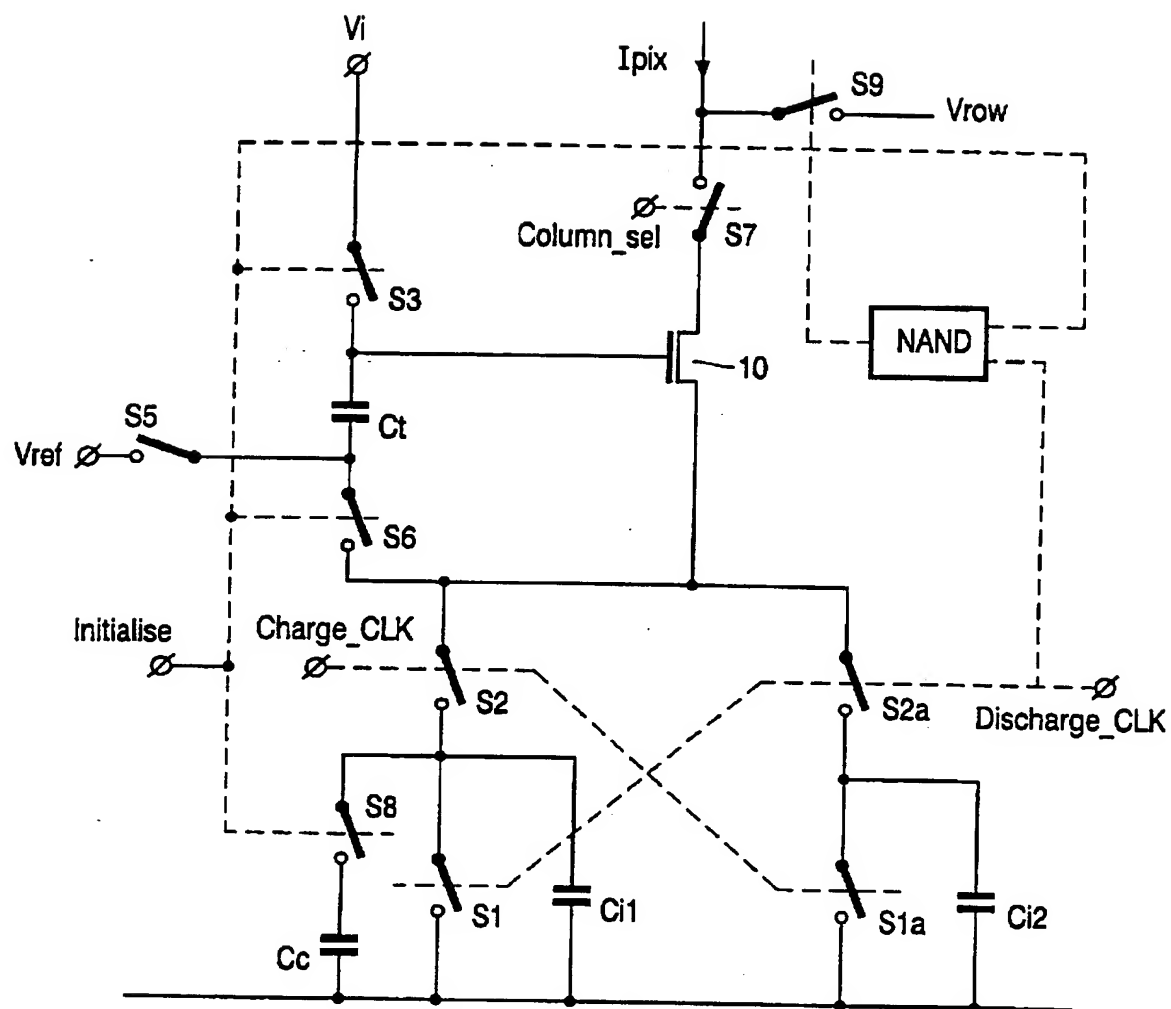 Vi
Ipix
S9
Vrow
Column_sel
S7
S3
NAND
10
S5
Ct
Vref
S6
Initialise
Charge_CLK
S2
S2a
Discharge_CLK
S8
S1
Ci1
S1a
Ci2
Cc